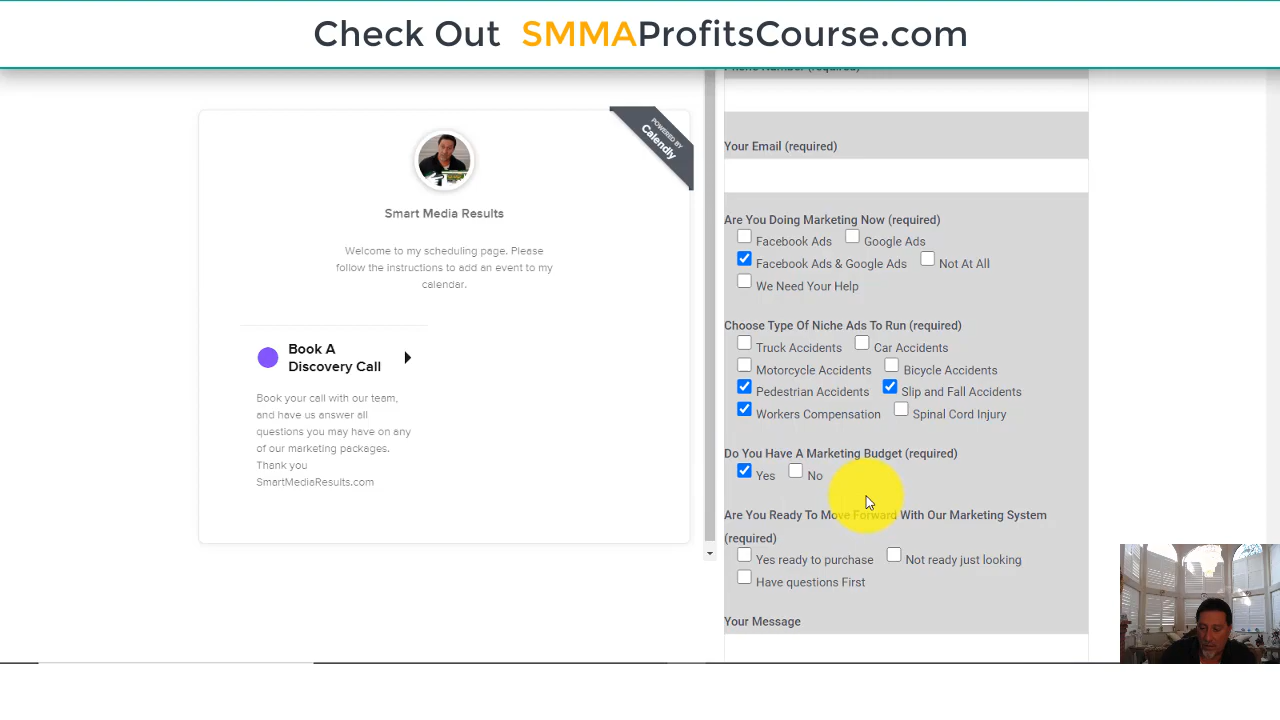 Check Out SMMAProfitsCourse.com
POWERED BY
Calendly
Smart Media Results
Welcome to my scheduling page. Please
follow the instructions to add an event to my
calendar.
Book A
Discovery Call
Book your call with our team,
and have us answer all
questions you may have on any
of our marketing packages.
Thank you
SmartMediaResults.com
Phone Number (required)
Your Email (required)
Are You Doing Marketing Now (required)
Facebook Ads Google Ads
Facebook Ads & Google Ads Not At All
We Need Your Help
Choose Type Of Niche Ads To Run (required)
Truck Accidents Car Accidents
Motorcycle Accidents Bicycle Accidents
Pedestrian Accidents Slip and Fall Accidents
Workers Compensation Spinal Cord Injury
Do You Have A Marketing Budget (required)
Yes No
Are You Ready To Move Forward With Our Marketing System
(required)
Yes ready to purchase Not ready just looking
Have questions First
Your Message